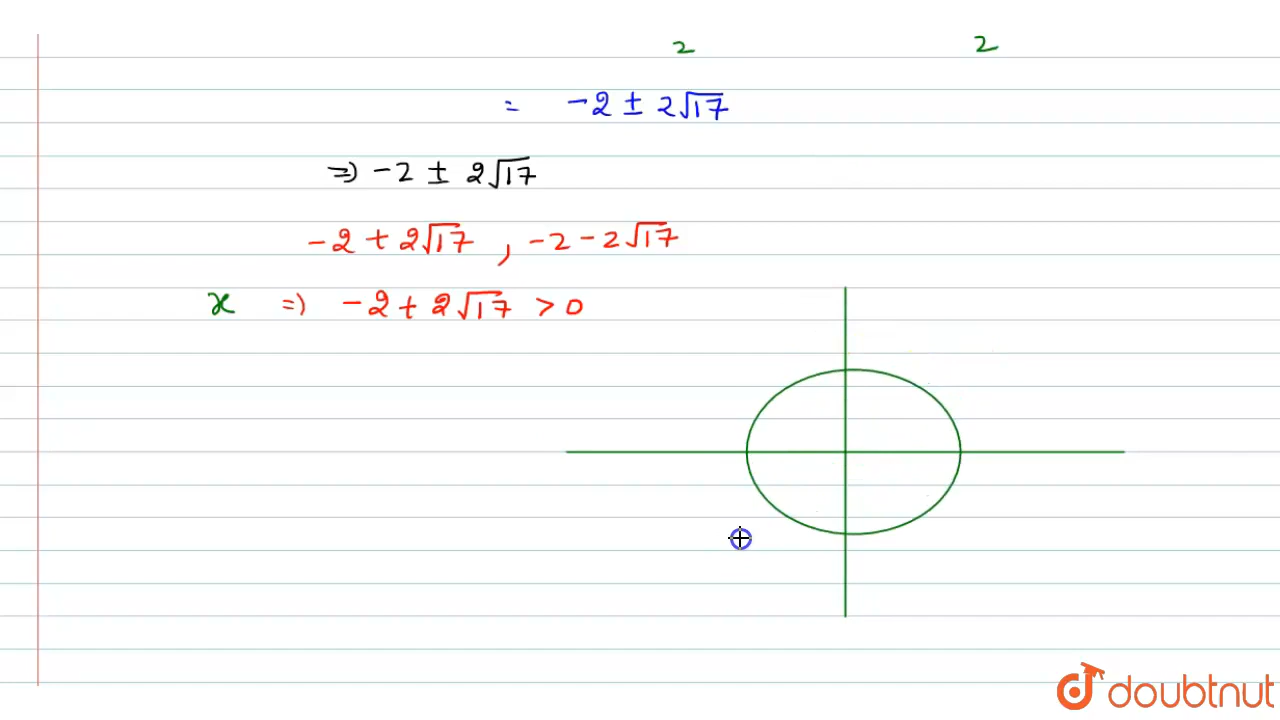 2 2
= -2 ± 2√17
=) -2 ± 2√17
-2 + 2√17 , -2 - 2√17
x =) -2 + 2√17 > 0
doubtnut